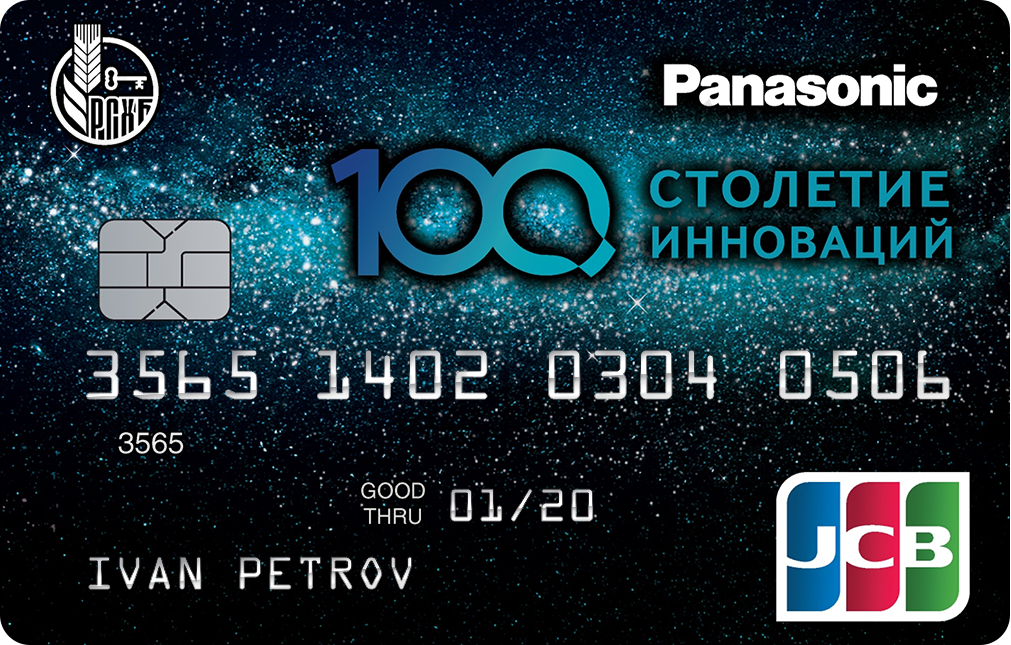 РСХБ
Panasonic
100 СТОЛЕТИЕ
ИННОВАЦИЙ
3565 1402 0304 0506
3565
GOOD
THRU 01/20
IVAN PETROV
JCB